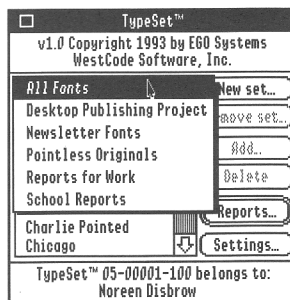 TypeSet™
v1.0 Copyright 1993 by EGO Systems
WestCode Software, Inc.
All Fonts
Desktop Publishing Project
Newsletter Fonts
Pointless Originals
Reports for Work
School Reports
Charlie Pointed
Chicago
New set...
move set...
Add...
Delete
Reports...
Settings...
TypeSet™ 05-00001-100 belongs to:
Noreen Disbrow